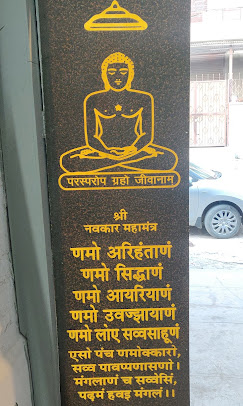 परस्परोप ग्रहो जीवानाम
श्री
नवकार महामंत्र
णमो अरिहंताणं
णमो सिद्धाणं
णमो आयरियाणं
णमो उवज्झायाणं
णमो लोए सव्वसाहूणं
एसो पंच णमोक्कारो,
सव्व पावप्पणासणो।
मंगलाणं च सव्वेसिं,
पढ़मं हवइ मंगलं।।